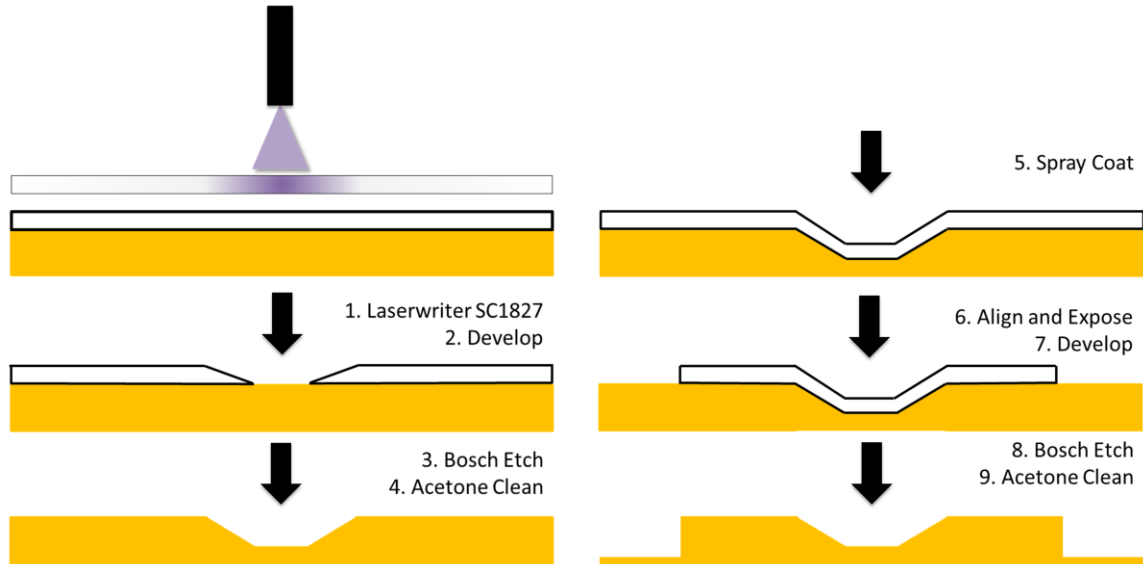 1. Laserwriter SC1827
2. Develop
3. Bosch Etch
4. Acetone Clean
5. Spray Coat
6. Align and Expose
7. Develop
8. Bosch Etch
9. Acetone Clean